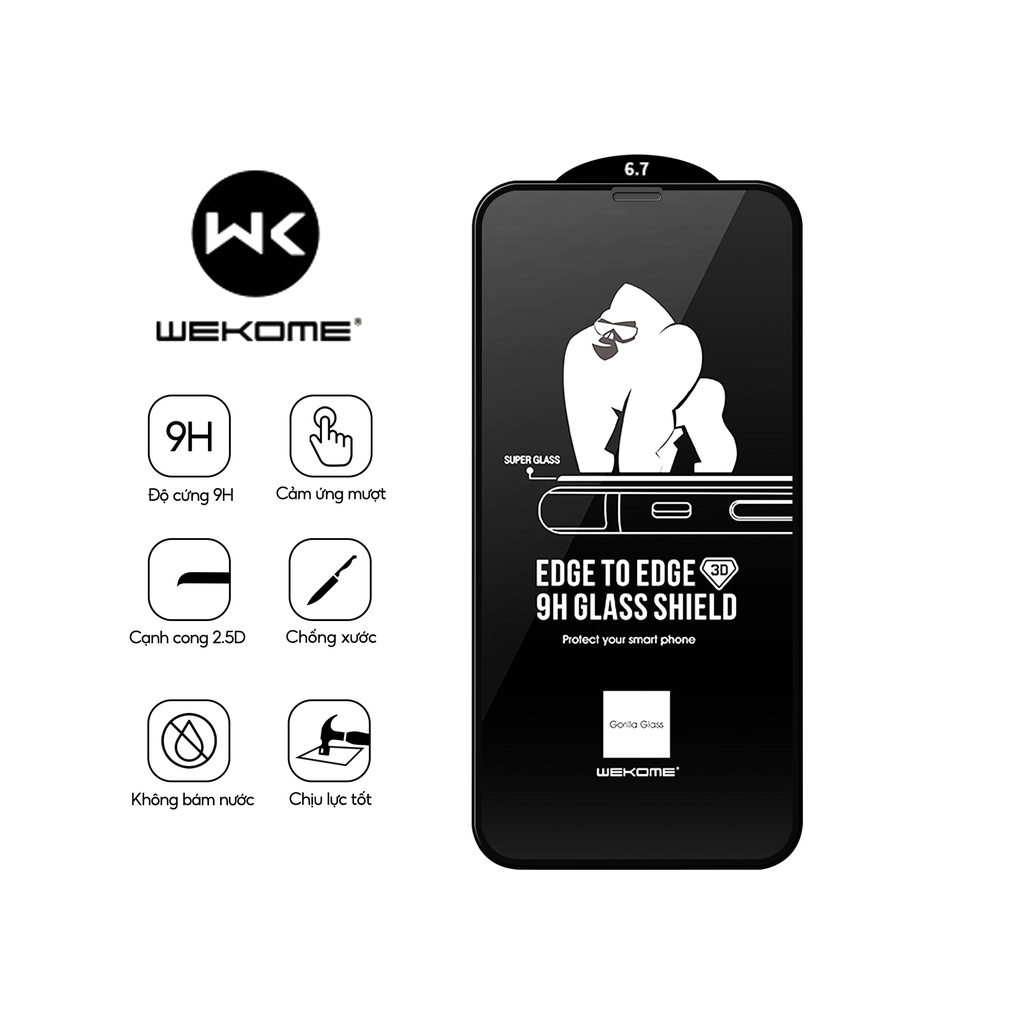 WK
WEKOME®
9H
Độ cứng 9H
Cảm ứng mượt
Cạnh cong 2.5D
Chống xước
Không bám nước
Chịu lực tốt
6.7
SUPER GLASS
EDGE TO EDGE 3D
9H GLASS SHIELD
Protect your smart phone
Gorilla Glass
WEKOME®